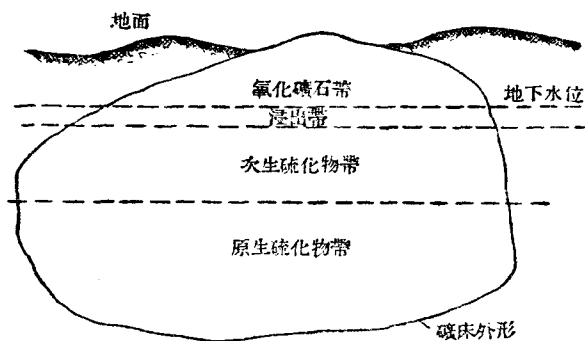 地面
氧化礦石帶
地下水位
浸出帶
次生硫化物帶
原生硫化物帶
礦床外形